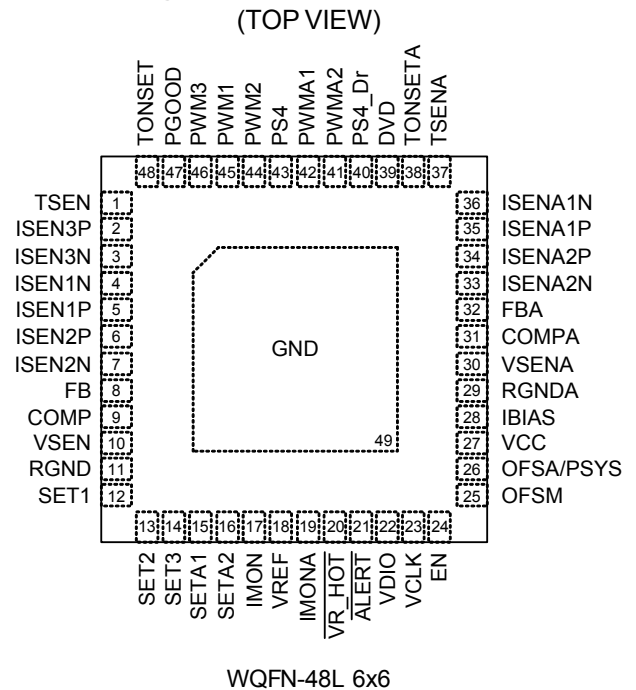 (TOP VIEW)
TONSET
PGOOD
PWM3
PWM1
PWM2
PS4
PWMA1
PWMA2
PS4_Dr
DVD
TONSETA
TSENA
48 47 46 45 44 43 42 41 40 39 38 37
TSEN 1
ISEN3P 2
ISEN3N 3
ISEN1N 4
ISEN1P 5
ISEN2P 6
ISEN2N 7
FB 8
COMP 9
VSEN 10
RGND 11
SET1 12
GND
49
36 ISENA1N
35 ISENA1P
34 ISENA2P
33 ISENA2N
32 FBA
31 COMPA
30 VSENA
29 RGNDA
28 IBIAS
27 VCC
26 OFSA/PSYS
25 OFSM
13 14 15 16 17 18 19 20 21 22 23 24
SET2
SET3
SETA1
SETA2
IMON
VREF
IMONA
VR_HOT
ALERT
VDIO
VCLK
EN
WQFN-48L 6x6